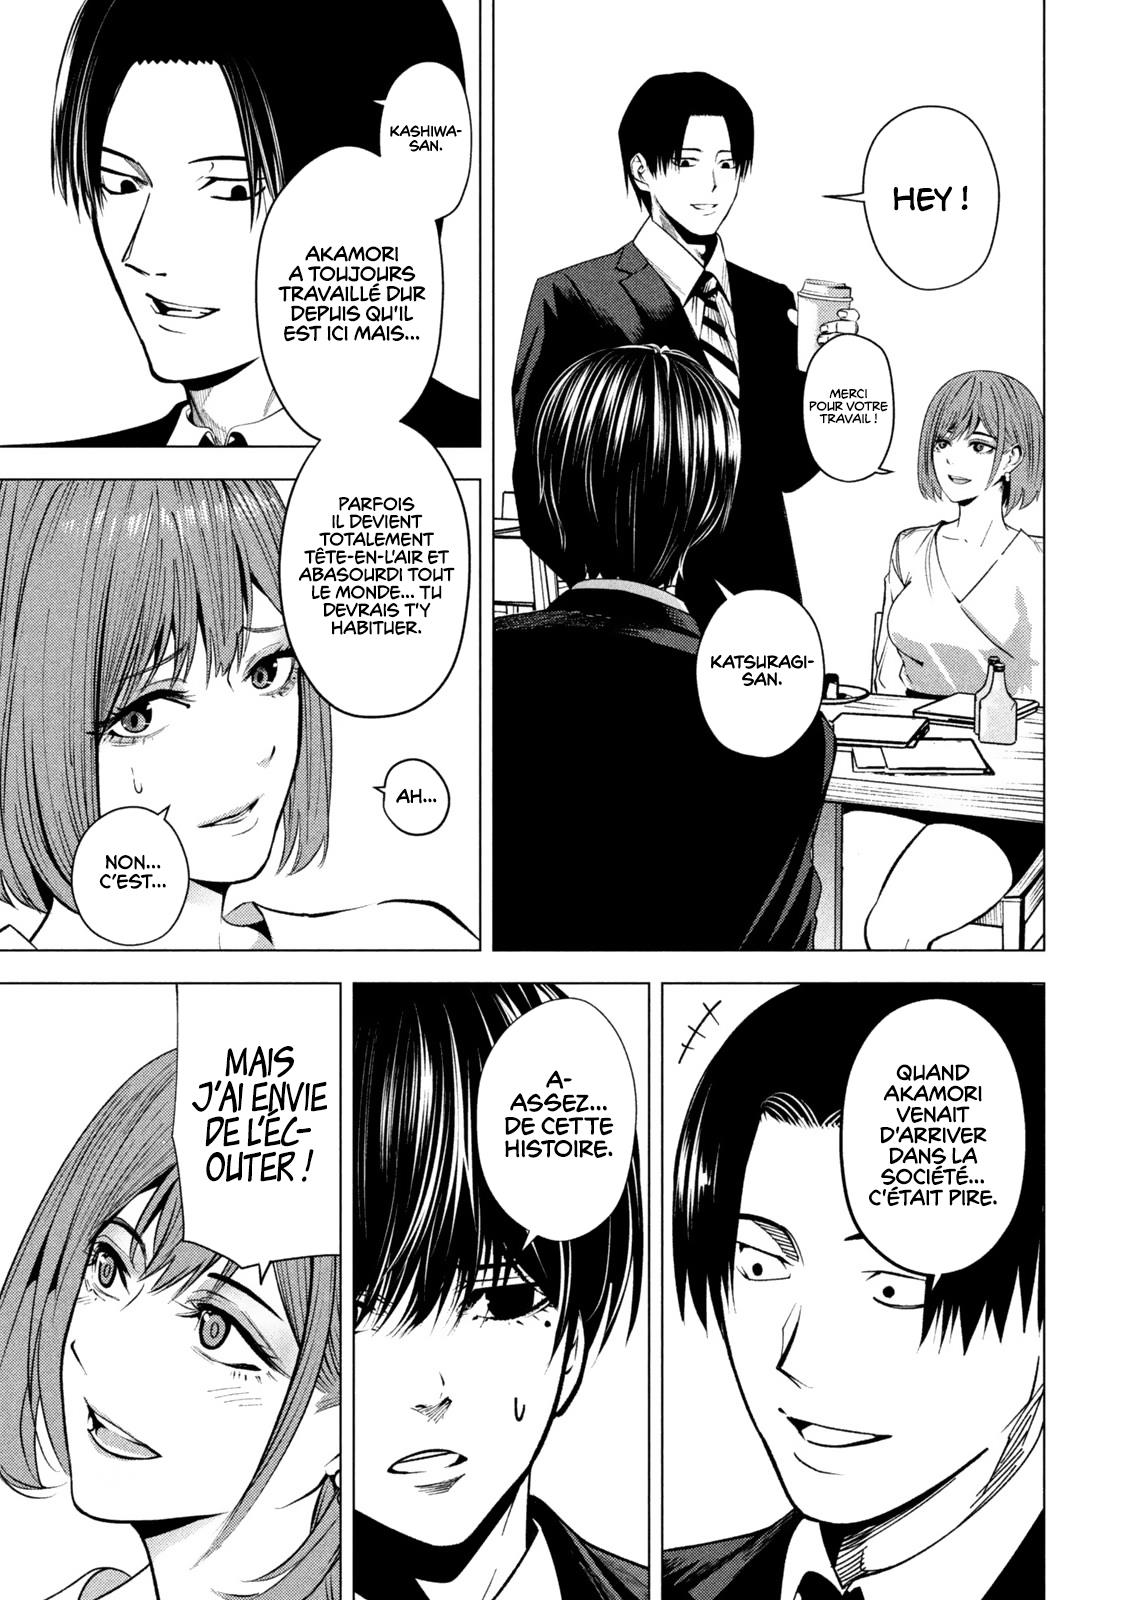 HEY !
MERCI
POUR VOTRE
TRAVAIL !
KATSURAGI-
SAN.
KASHIWA-
SAN.
AKAMORI
A TOUJOURS
TRAVAILLÉ DUR
DEPUIS QU'IL
EST ICI MAIS...
PARFOIS
IL DEVIENT
TOTALEMENT
TÊTE-EN-L'AIR ET
ABASOURDI TOUT
LE MONDE... TU
DEVRAIS T'Y
HABITUER.
AH...
NON...
C'EST...
QUAND
AKAMORI
VENAIT
D'ARRIVER
DANS LA
SOCIÉTÉ...
C'ÉTAIT PIRE.
A-
ASSEZ...
DE CETTE
HISTOIRE.
MAIS
J'AI ENVIE
DE L'ÉC-
OUTER !